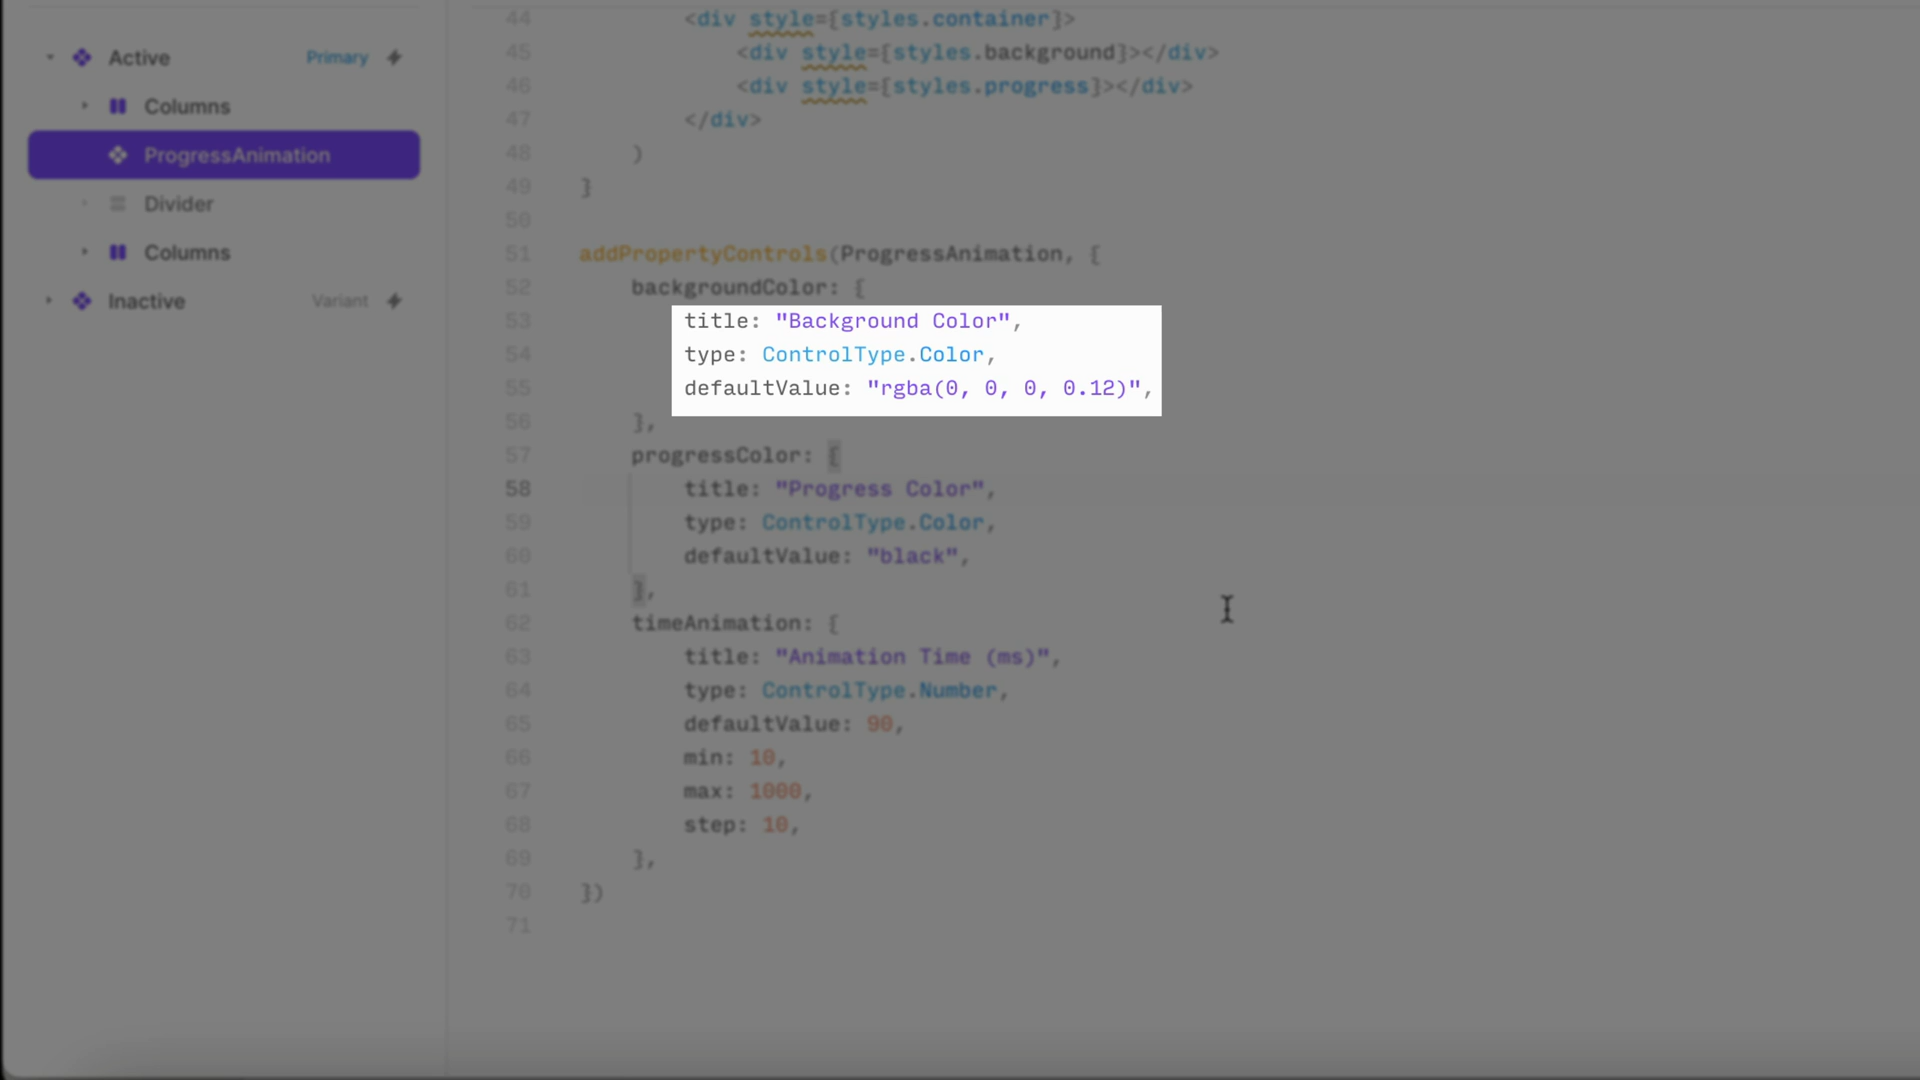 Active Primary
Columns
ProgressAnimation
Divider
Columns
Inactive Variant
44 <div style={styles.container}>
45 <div style={styles.background}></div>
46 <div style={styles.progress}></div>
47 </div>
48 )
49 }
50
51 addPropertyControls(ProgressAnimation, {
52 backgroundColor: {
53 title: "Background Color",
54 type: ControlType.Color,
55 defaultValue: "rgba(0, 0, 0, 0.12)",
56 },
57 progressColor: {
58 title: "Progress Color",
59 type: ControlType.Color,
60 defaultValue: "black",
61 },
62 timeAnimation: {
63 title: "Animation Time (ms)",
64 type: ControlType.Number,
65 defaultValue: 90,
66 min: 10,
67 max: 1000,
68 step: 10,
69 },
70 })
71